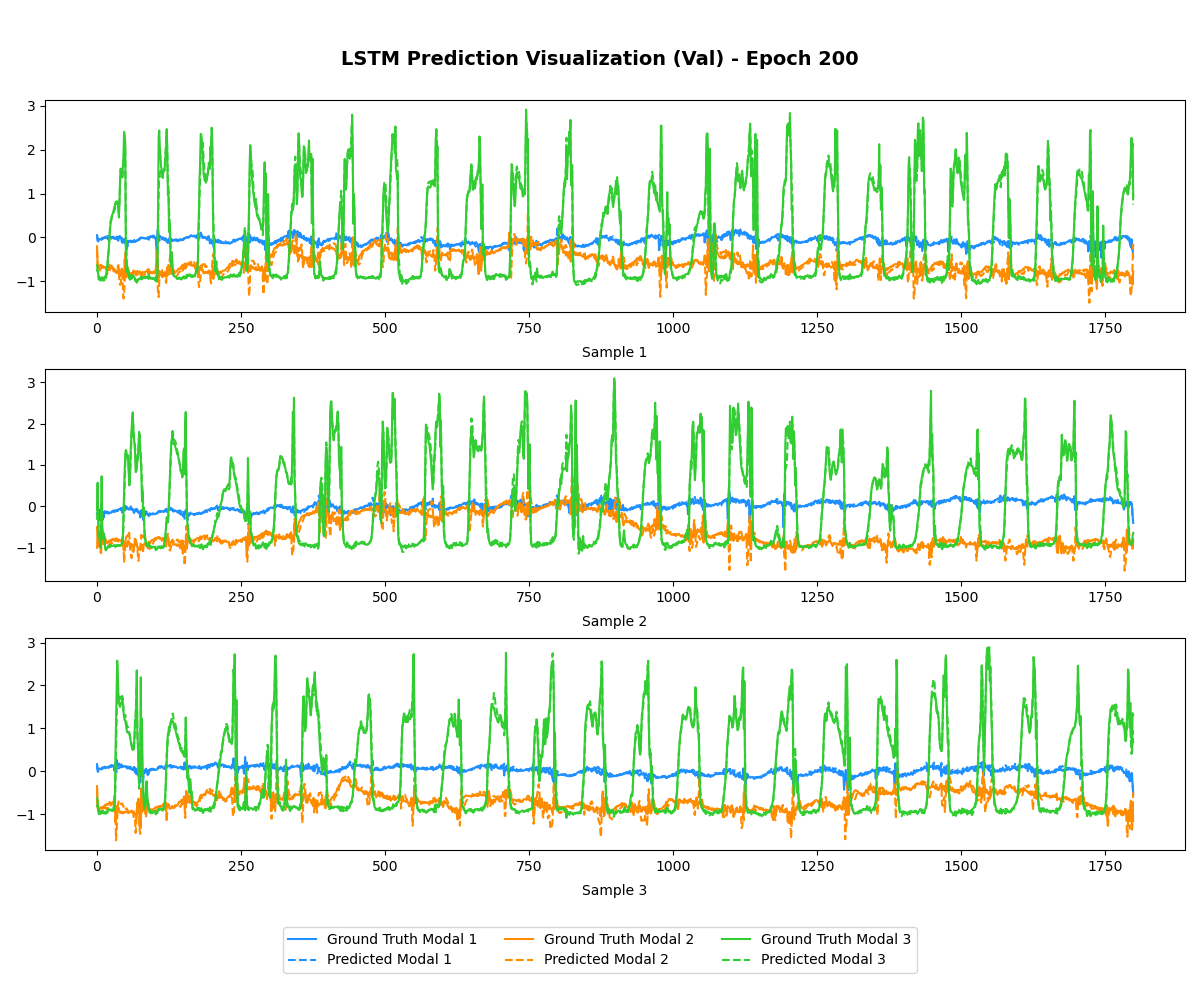 LSTM Prediction Visualization (Val) - Epoch 200
3
2
1
0
−1
0 250 500 750 1000 1250 1500 1750
Sample 1
3
2
1
0
−1
0 250 500 750 1000 1250 1500 1750
Sample 2
3
2
1
0
−1
0 250 500 750 1000 1250 1500 1750
Sample 3
Ground Truth Modal 1 Ground Truth Modal 2 Ground Truth Modal 3
Predicted Modal 1 Predicted Modal 2 Predicted Modal 3